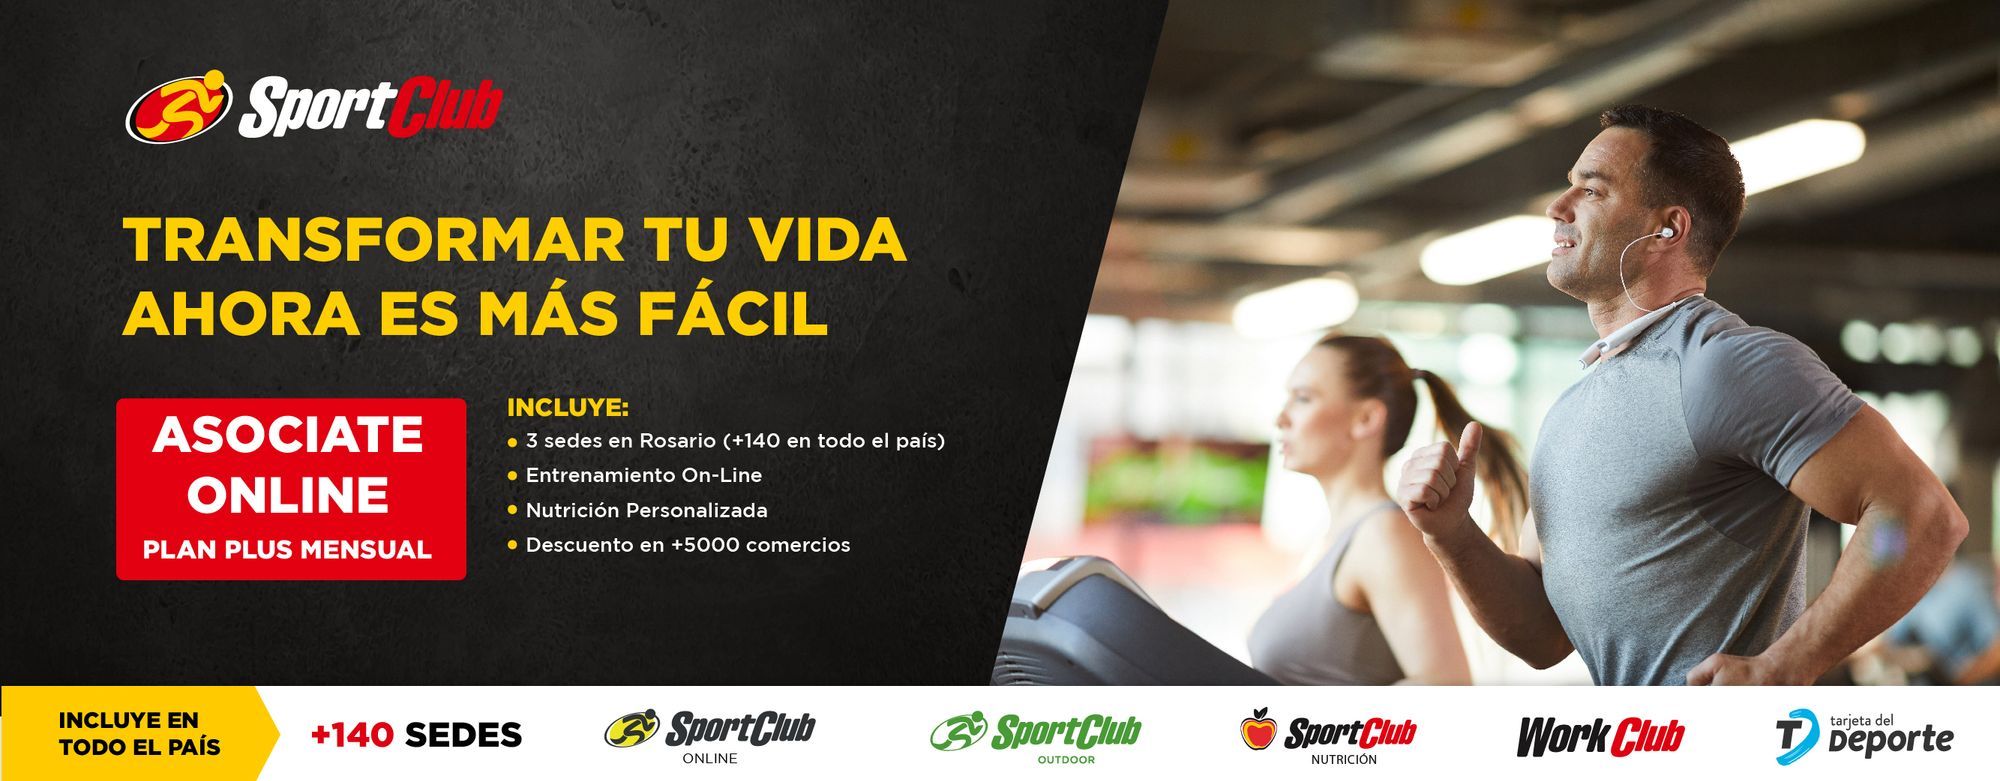 SportClub
TRANSFORMAR TU VIDA
AHORA ES MÁS FÁCIL
ASOCIATE
ONLINE
PLAN PLUS MENSUAL
INCLUYE:
• 3 sedes en Rosario (+140 en todo el país)
• Entrenamiento On-Line
• Nutrición Personalizada
• Descuento en +5000 comercios
INCLUYE EN
TODO EL PAÍS
+140 SEDES
SportClub
ONLINE
SportClub
OUTDOOR
SportClub
NUTRICIÓN
WorkClub
tarjeta del
Deporte